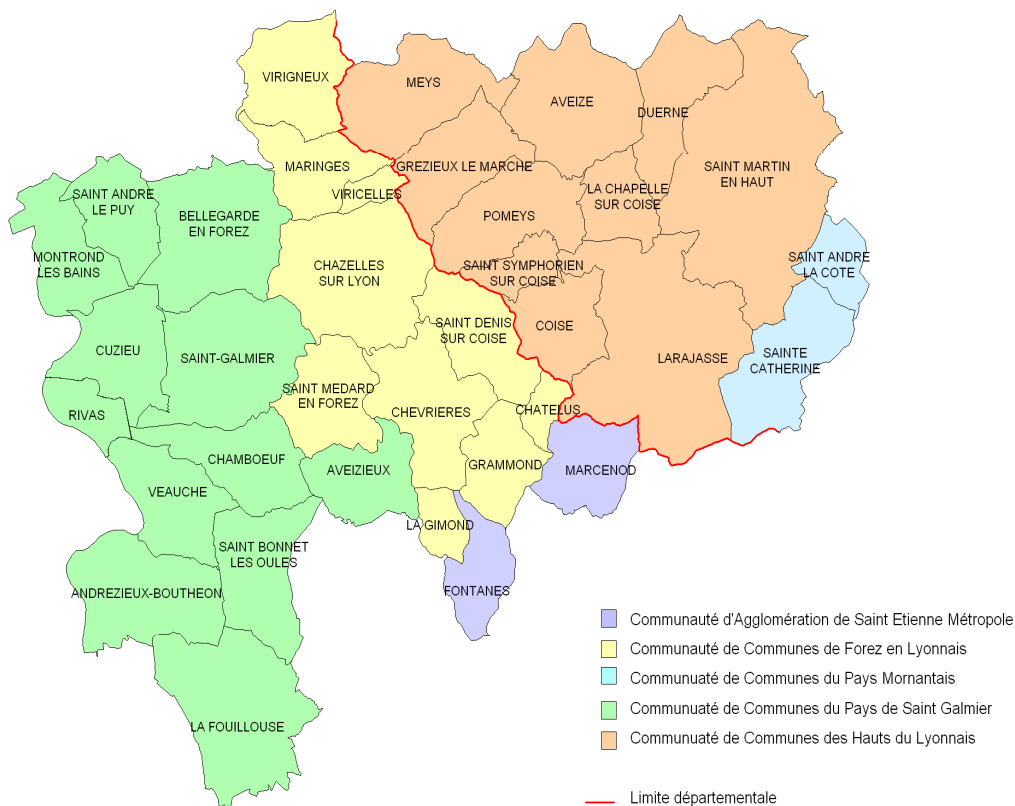 VIRIGNEUX
MEYS
AVEIZE
DUERNE
MARINGES
GREZIEUX LE MARCHE
SAINT MARTIN
EN HAUT
VIRICELLES
LA CHAPELLE
SUR COISE
SAINT ANDRE
LE PUY
BELLEGARDE
EN FOREZ
POMEYS
MONTROND
LES BAINS
CHAZELLES
SUR LYON
SAINT SYMPHORIEN
SUR COISE
SAINT ANDRE
LA COTE
SAINT DENIS
SUR COISE
COISE
CUZIEU
SAINT-GALMIER
LARAJASSE
SAINTE
CATHERINE
SAINT MEDARD
EN FOREZ
RIVAS
CHEVRIERES
CHATELUS
CHAMBOEUF
AVEIZIEUX
GRAMMOND
MARCENOD
VEAUCHE
LA GIMOND
SAINT BONNET
LES OULES
ANDREZIEUX-BOUTHEON
FONTANES
LA FOUILLOUSE
Communauté d'Agglomération de Saint Etienne Métropole
Communauté de Communes de Forez en Lyonnais
Communuaté de Communes du Pays Mornantais
Communuaté de Communes du Pays de Saint Galmier
Communuaté de Communes des Hauts du Lyonnais
Limite départementale